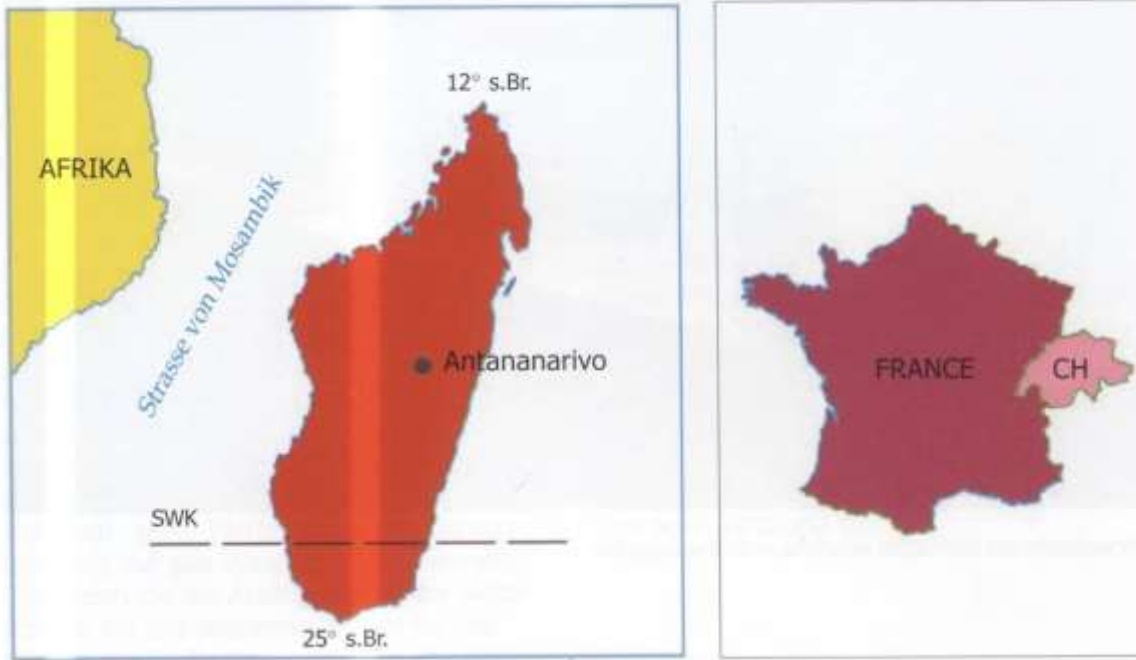 12° s.Br.
AFRIKA
Strasse von Mosambik
Antananarivo
SWK
25° s.Br.
FRANCE
CH